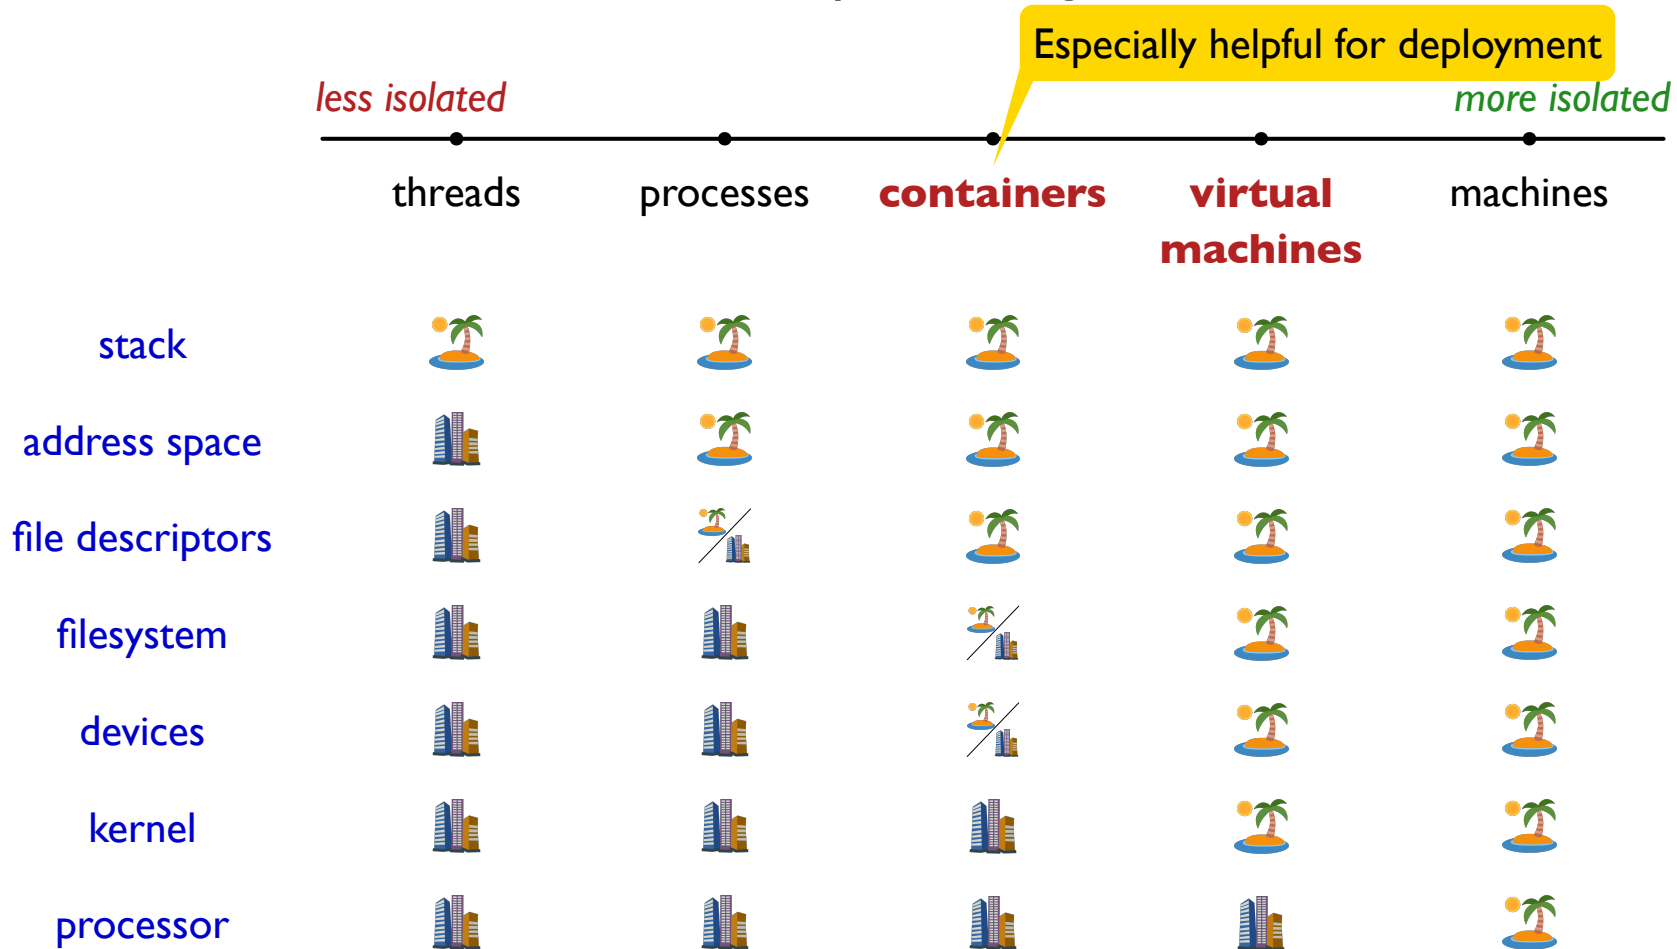 Especially helpful for deployment
less isolated
more isolated
threads
processes
containers
virtual
machines
machines
stack
address space
file descriptors
filesystem
devices
kernel
processor